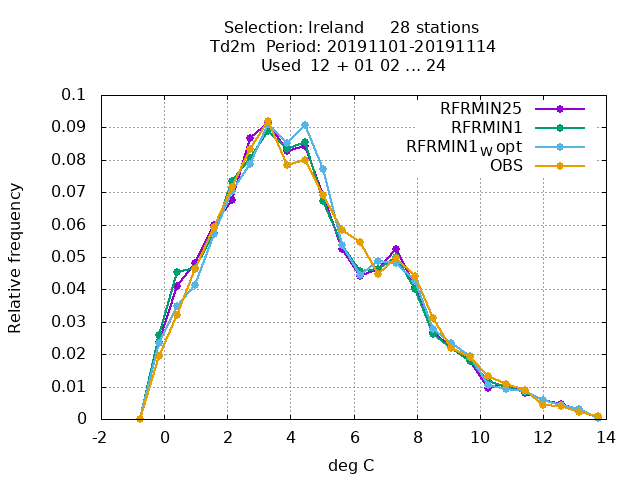 Selection: Ireland     28 stations
Td2m  Period: 20191101-20191114
Used  12 + 01 02 ... 24
RFRMIN25
RFRMIN1
RFRMIN1w opt
OBS
Relative frequency
0.1
0.09
0.08
0.07
0.06
0.05
0.04
0.03
0.02
0.01
0
-2 0 2 4 6 8 10 12 14
deg C